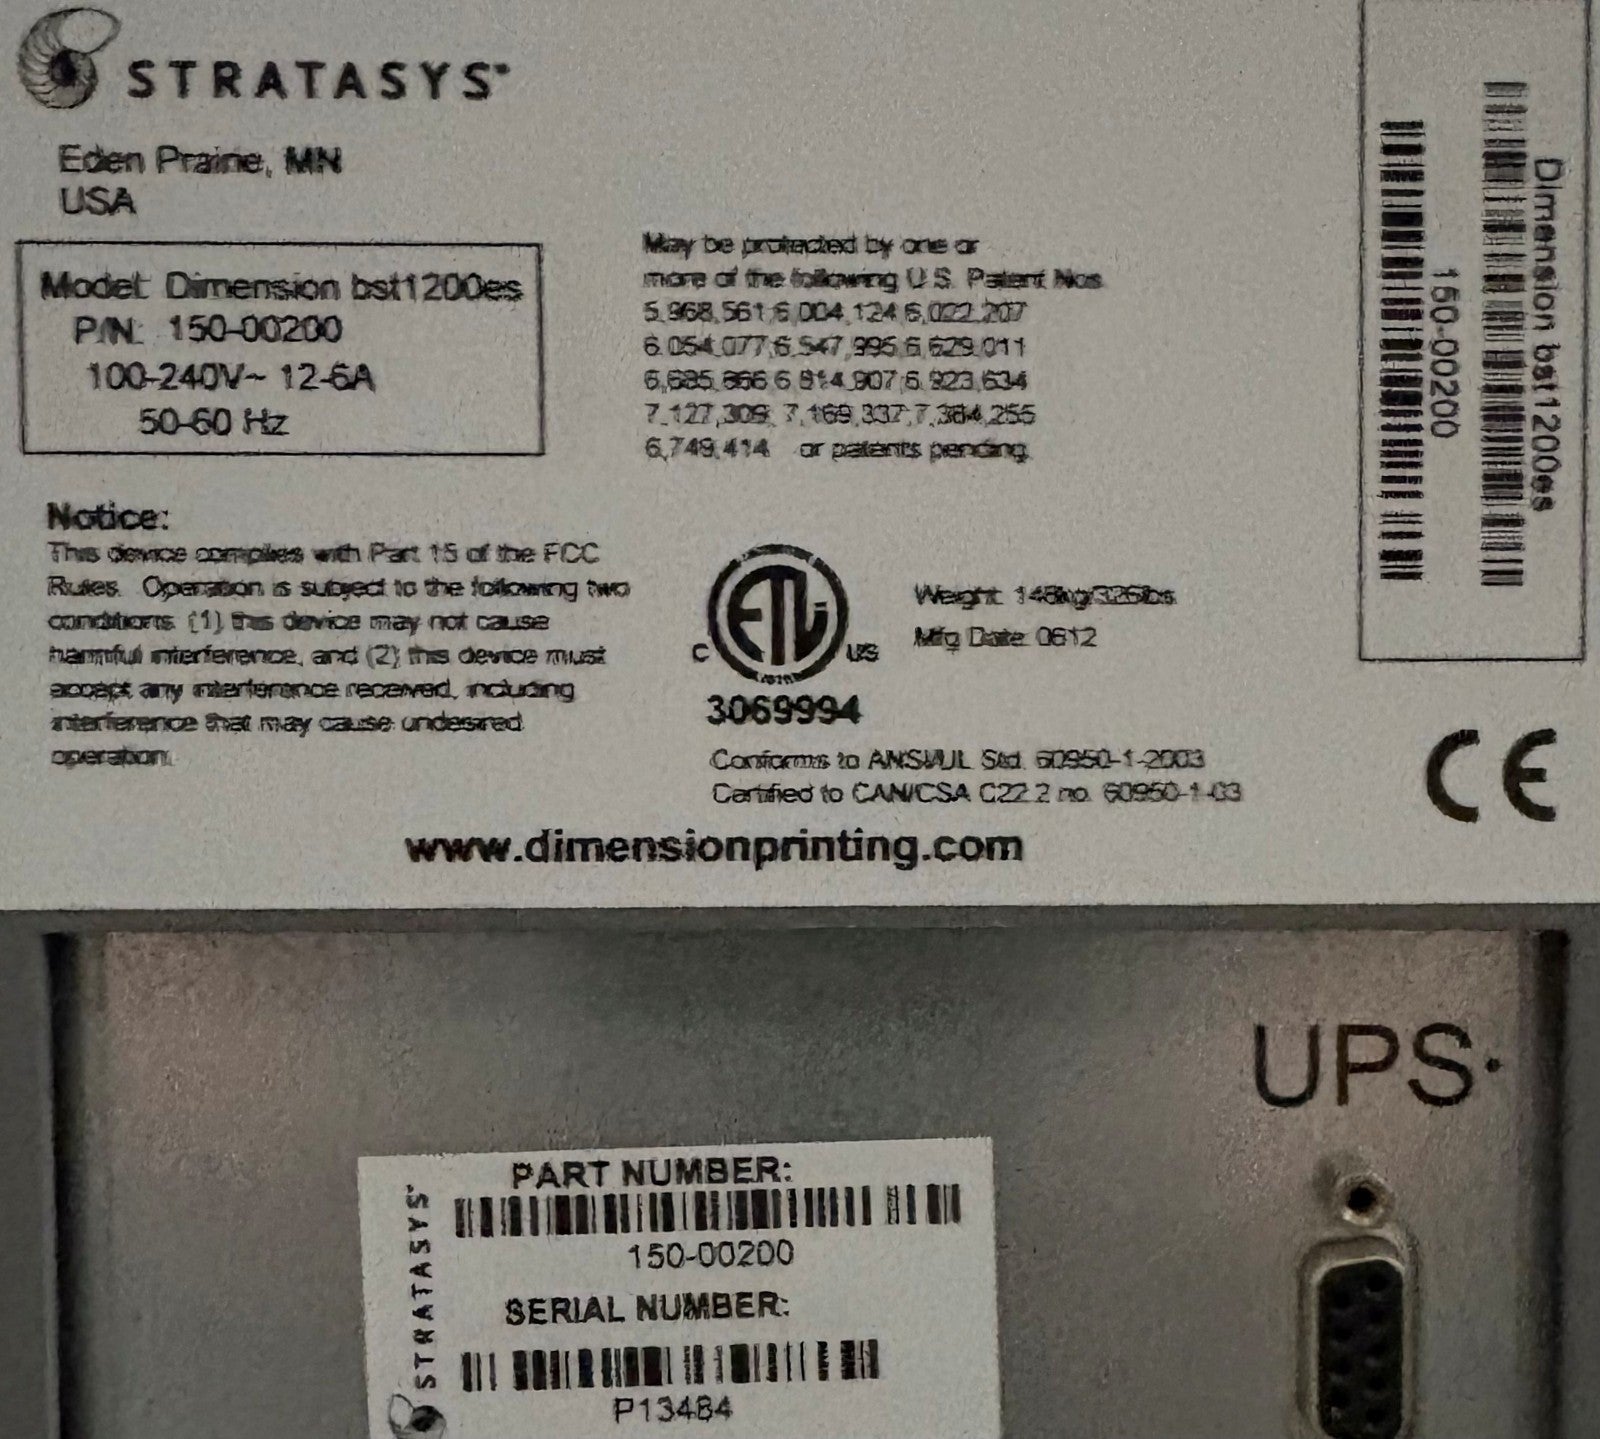 STRATASYS
Eden Prairie, MN
USA
Model: Dimension bst1200es
P/N: 150-00200
100-240V~ 12-6A
50-60 Hz
May be protected by one or
more of the following U.S. Patent Nos
5,968,561;6,004,124;6,022,207
6,054,077;6,547,995;6,629,011
6,685,866;6,814,907;6,923,634
7,127,309; 7,169,337;7,384,255
6,749,414 or patents pending.
Notice:
This device complies with Part 15 of the FCC
Rules. Operation is subject to the following two
conditions: (1) this device may not cause
harmful interference, and (2) this device must
accept any interference received, including
interference that may cause undesired
operation.
ETL
C
US
3069994
Weight: 148kg/326lbs
Mfg Date: 0612
Conforms to ANSI/UL Std. 60950-1-2003
Certified to CAN/CSA C22.2 no. 60950-1-03
www.dimensionprinting.com
150-00200
Dimension bst1200es
CE
UPS
STRATASYS
PART NUMBER:
150-00200
SERIAL NUMBER:
P13484